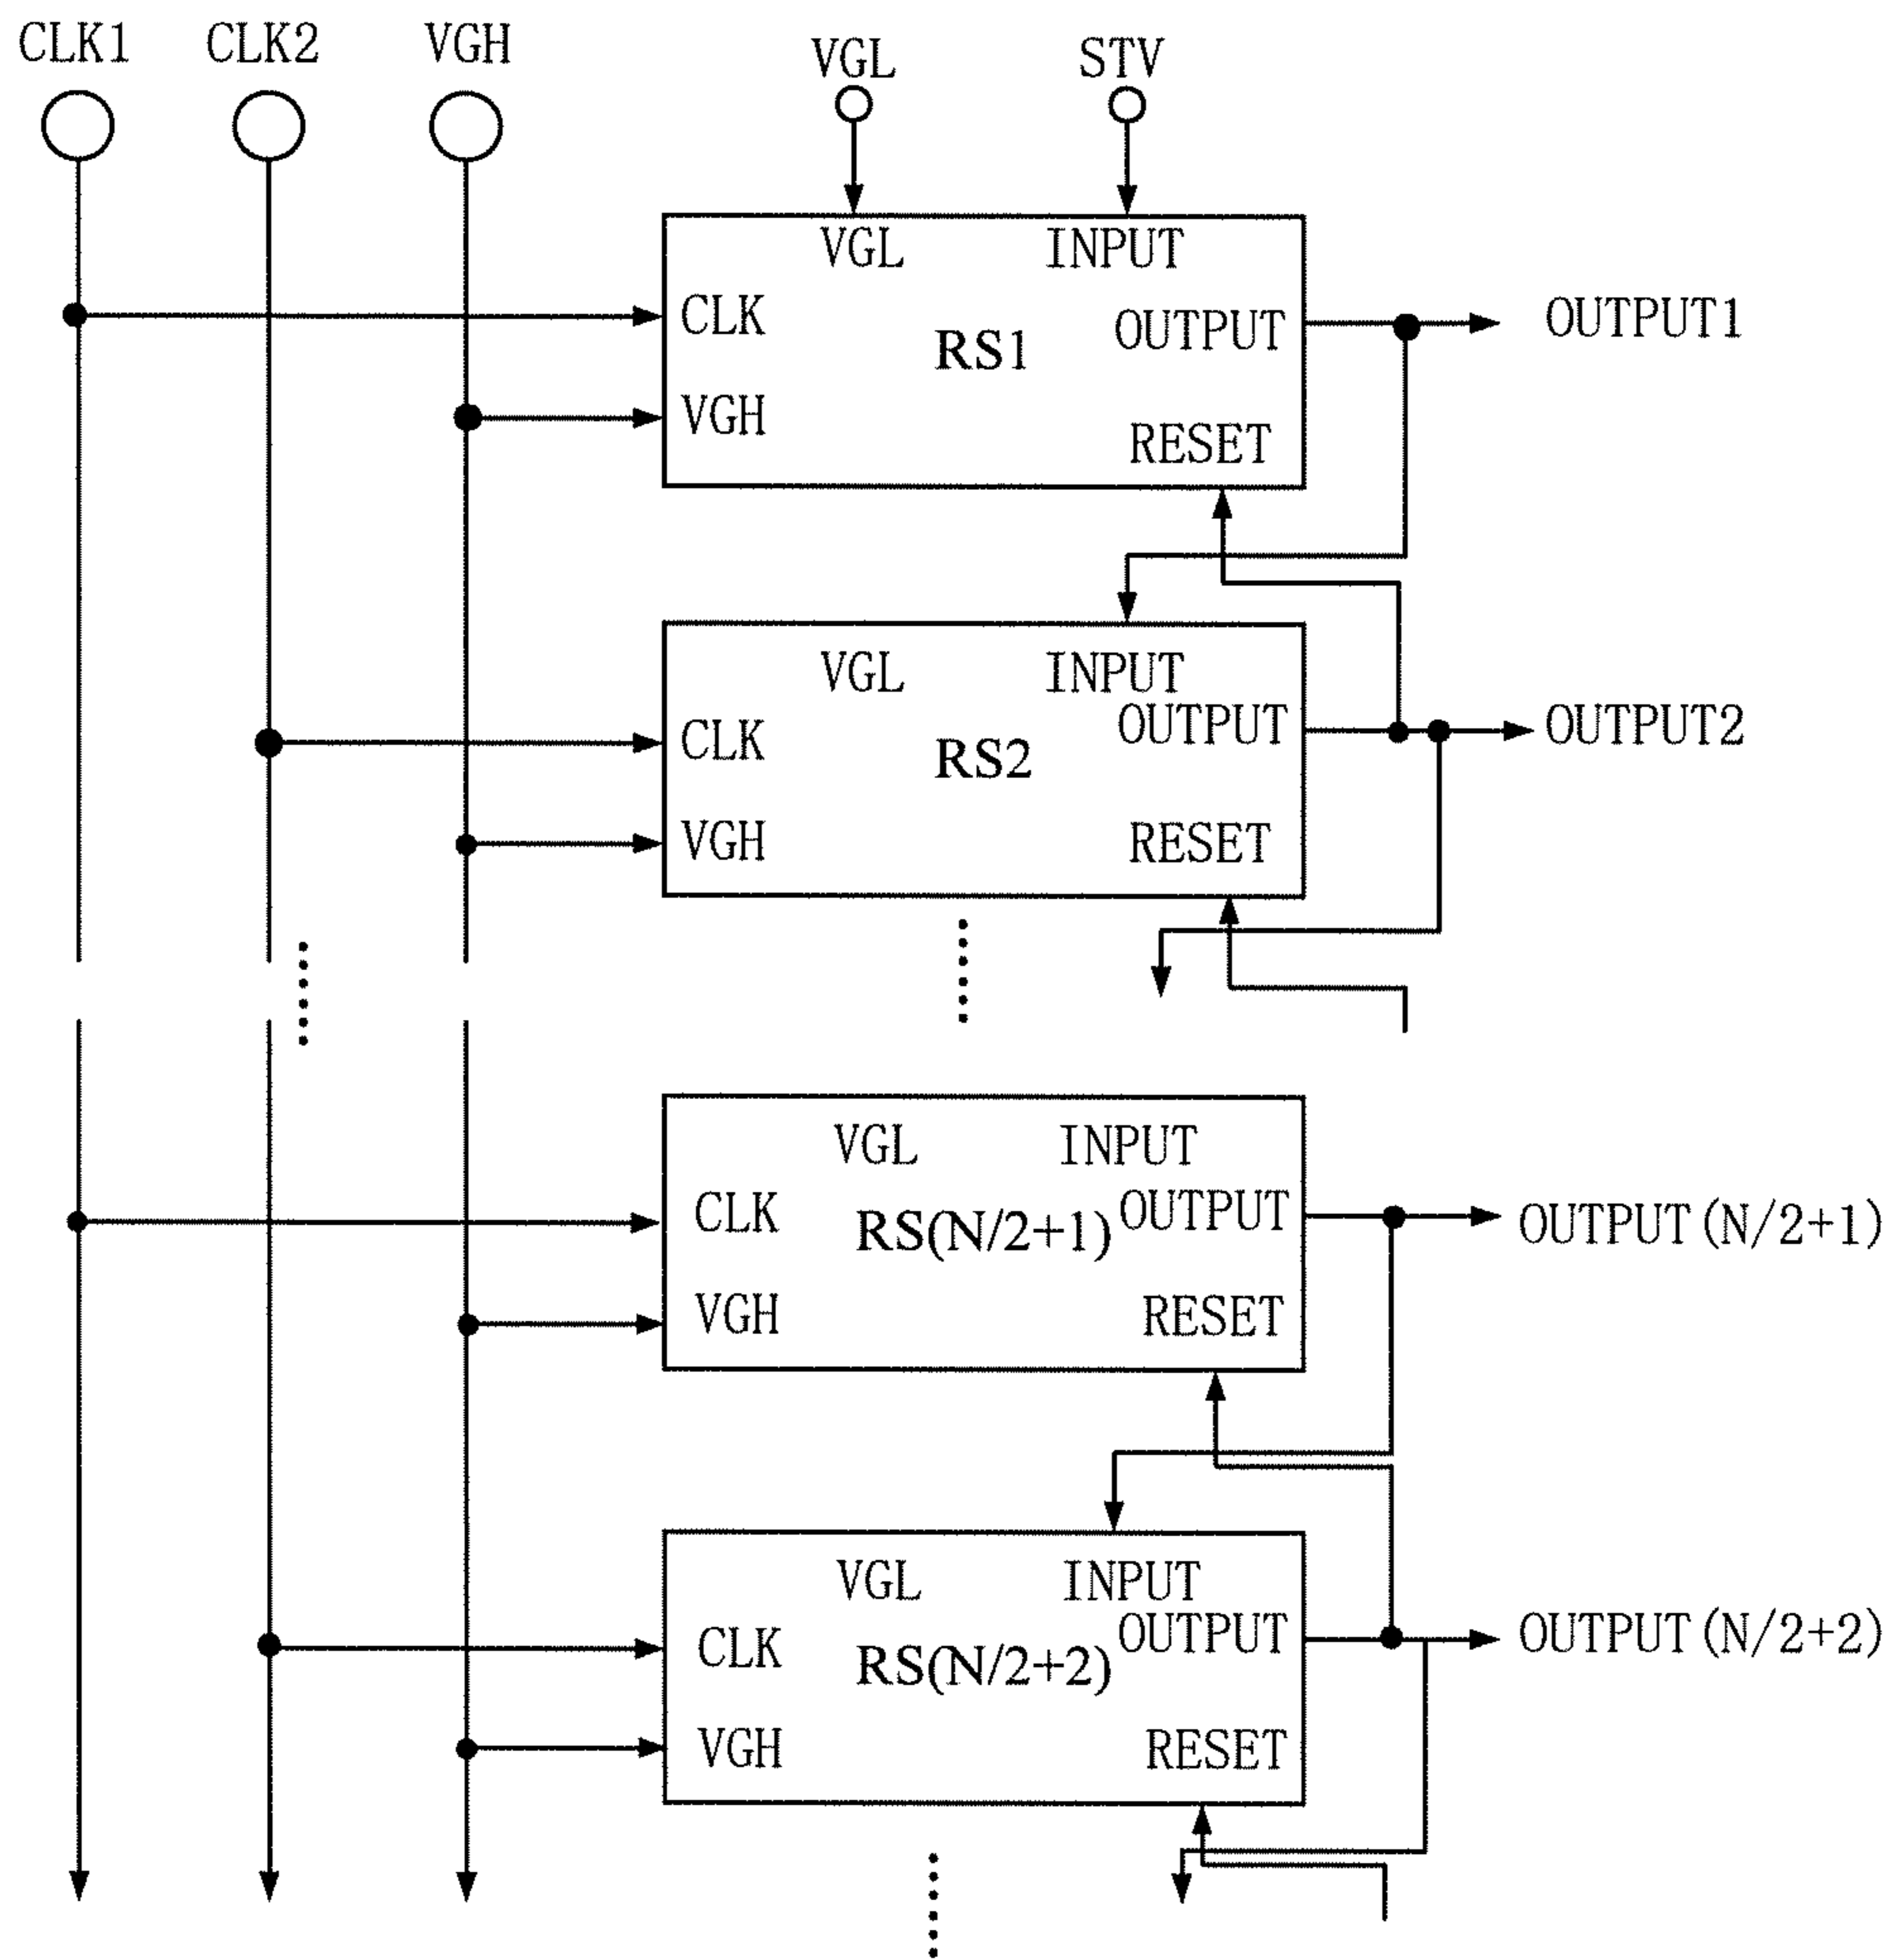 CLK1 CLK2 VGH VGL STV
VGL INPUT
CLK OUTPUT OUTPUT1
RS1
VGH RESET
VGL INPUT
CLK OUTPUT OUTPUT2
RS2
VGH RESET
VGL INPUT
CLK RS(N/2+1) OUTPUT OUTPUT(N/2+1)
VGH RESET
VGL INPUT
CLK RS(N/2+2) OUTPUT OUTPUT(N/2+2)
VGH RESET